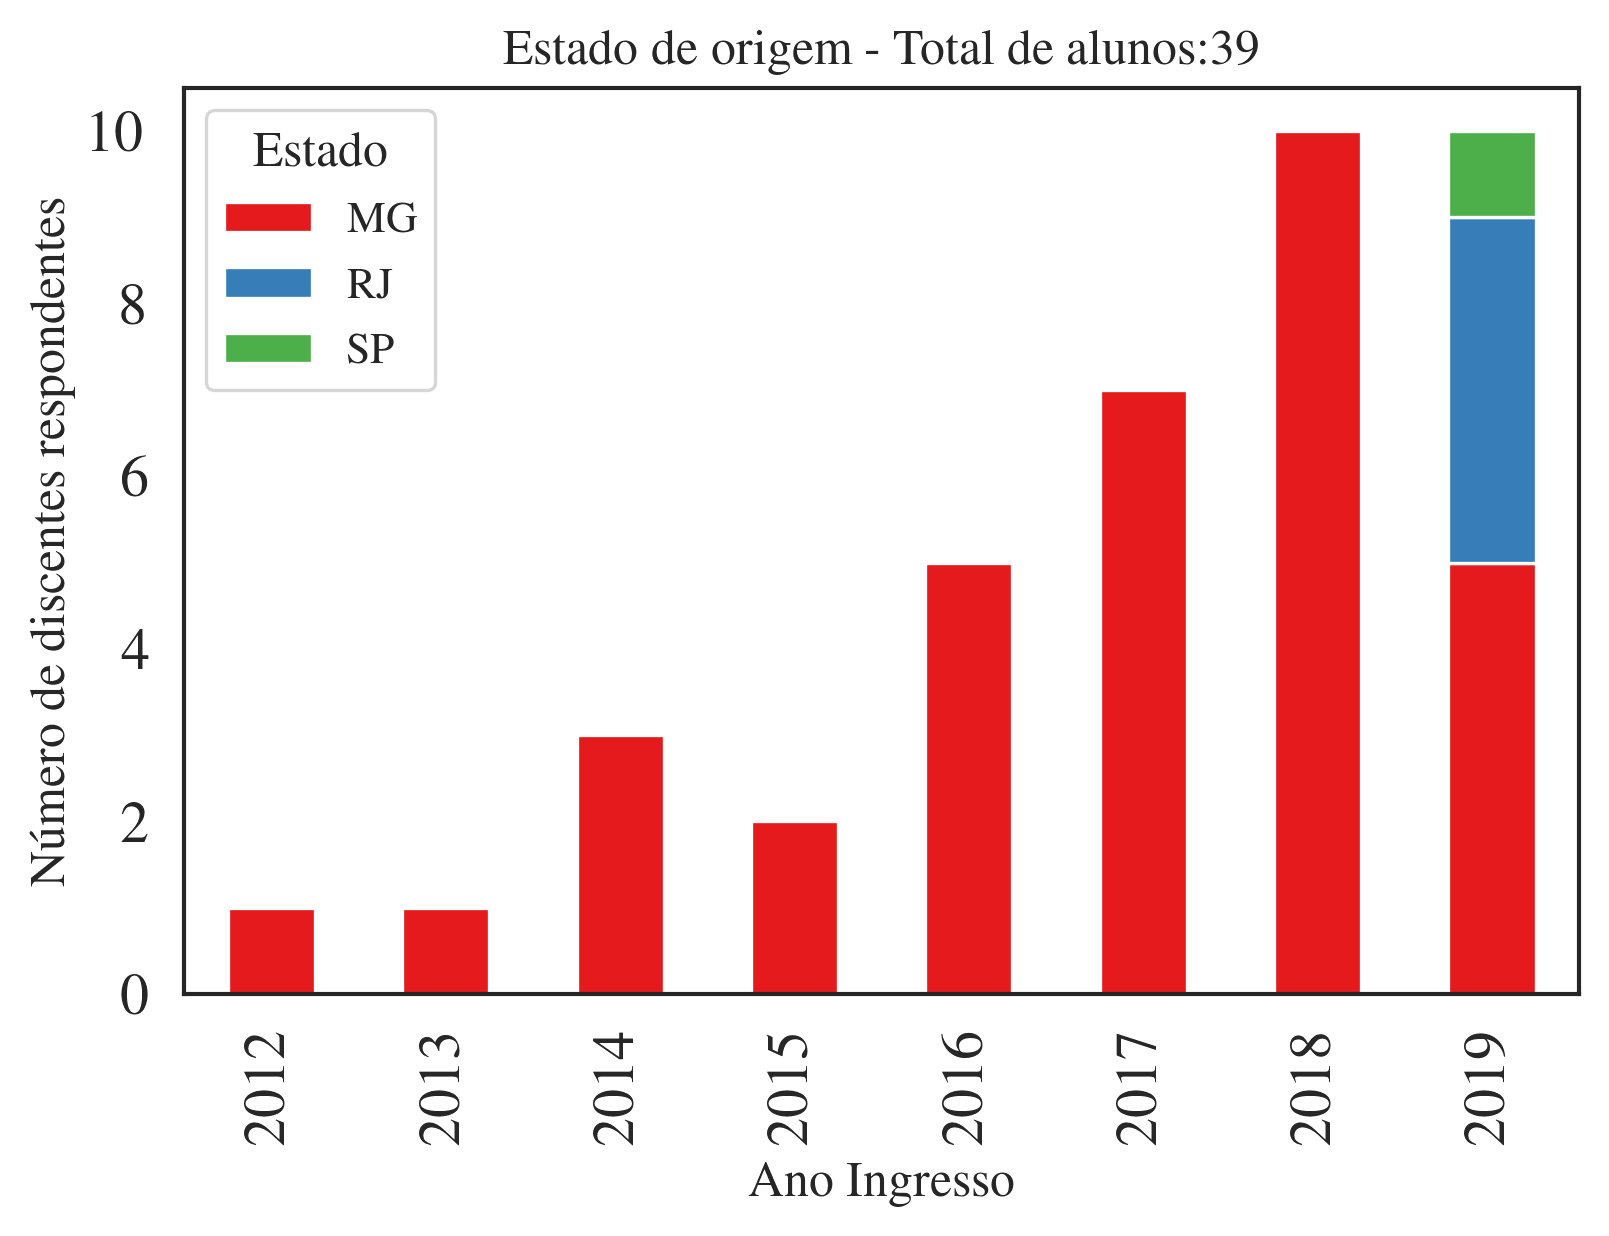 Estado de origem - Total de alunos:39
Estado
MG
RJ
SP
Número de discentes respondentes
10
8
6
4
2
0
2012
2013
2014
2015
2016
2017
2018
2019
Ano Ingresso